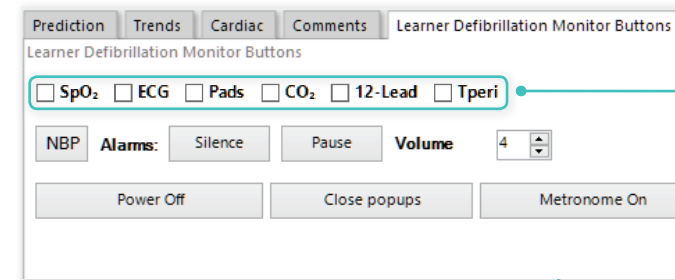 Prediction Trends Cardiac Comments Learner Defibrillation Monitor Buttons
Learner Defibrillation Monitor Buttons
SpO₂ ECG Pads CO₂ 12-Lead Tperi
NBP Alarms: Silence Pause Volume 4
Power Off Close popups Metronome On